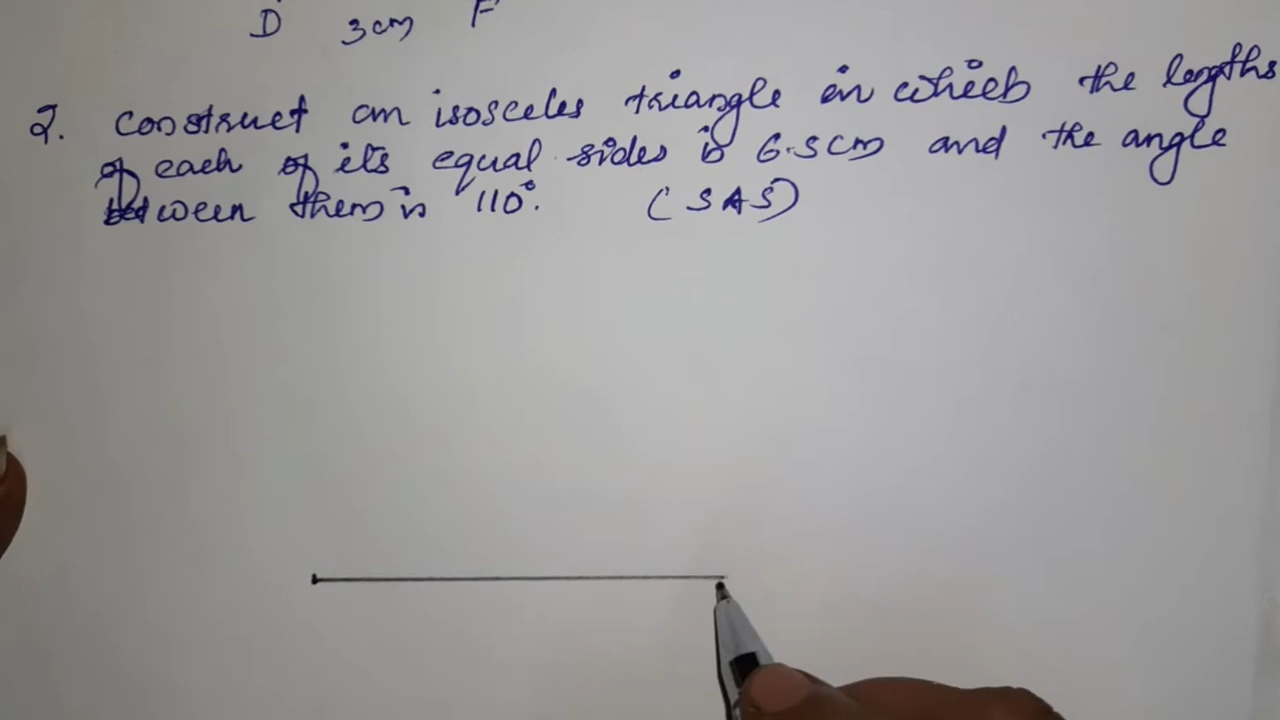 D 3cm F
2. Construct an isosceles triangle in which the lengths
of each of its equal sides is 6.5cm and the angle
between them is 110°. (SAS)